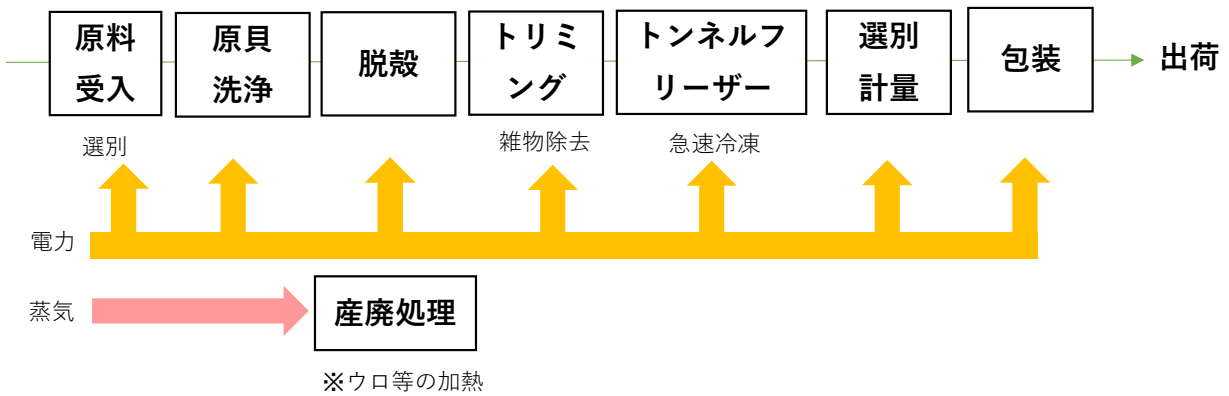 原料
受入
原貝
洗浄
脱殻
トリミ
ング
トンネルフ
リーザー
選別
計量
包装
出荷
選別
雑物除去
急速冷凍
電力
蒸気
産廃処理
※ウロ等の加熱